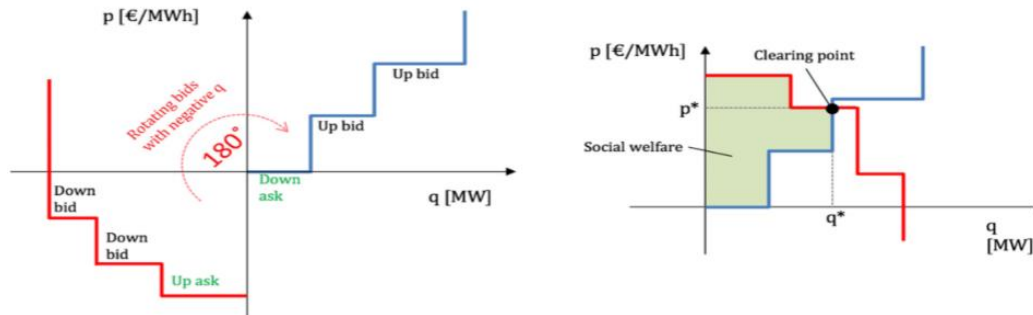 p [€/MWh]
Up bid
Rotating bids
with negative q
180°
Up bid
Down
ask
q [MW]
Down
bid
Down
bid
Up ask
p [€/MWh]
Clearing point
p*
Social welfare
q*
q
[MW]